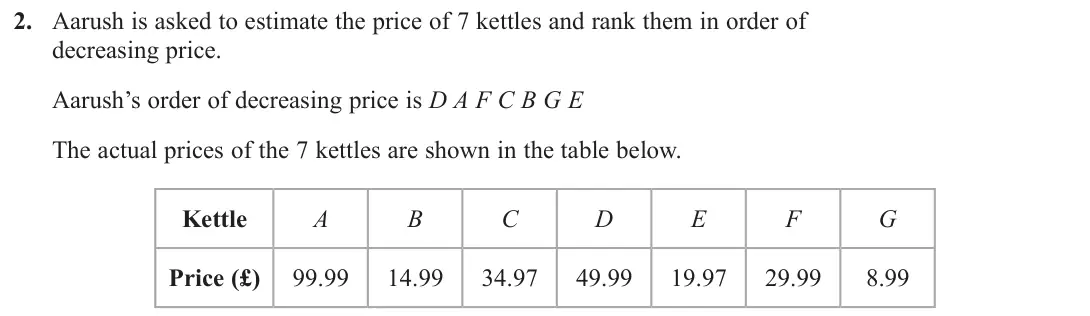 2. Aarush is asked to estimate the price of 7 kettles and rank them in order of
decreasing price.
Aarush’s order of decreasing price is D A F C B G E
The actual prices of the 7 kettles are shown in the table below.
Kettle A B C D E F G
Price (£) 99.99 14.99 34.97 49.99 19.97 29.99 8.99